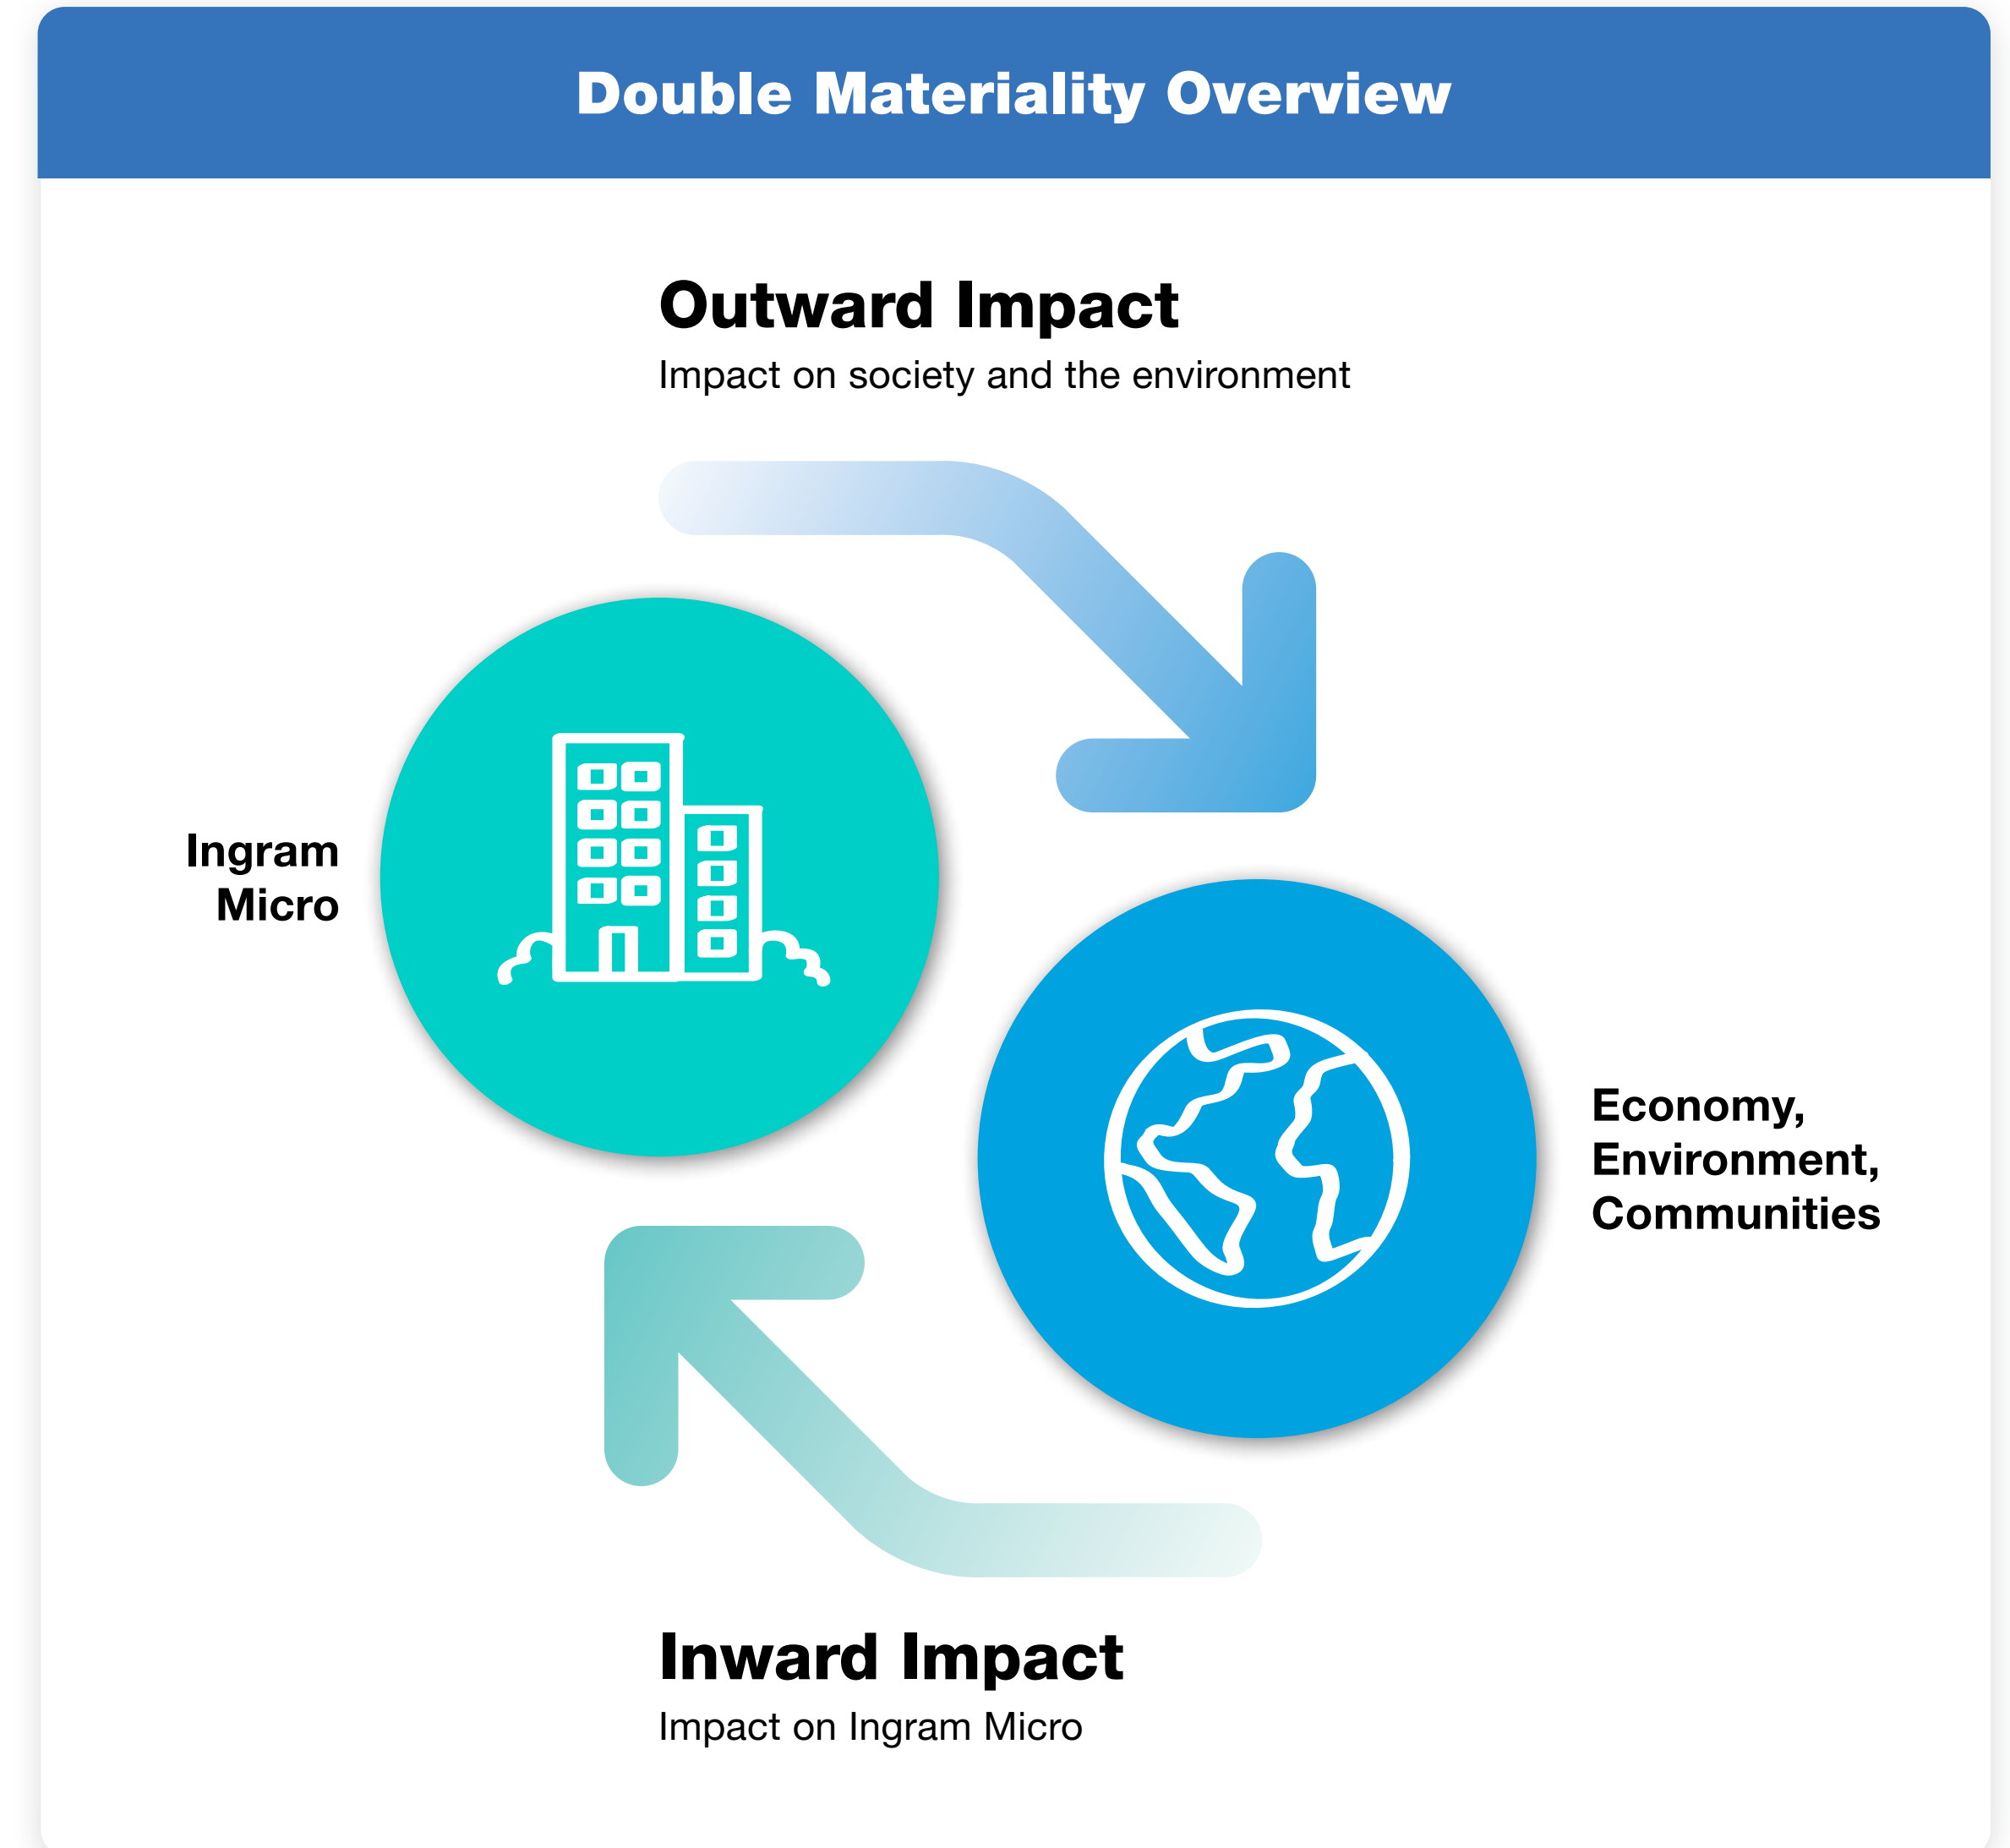 Double Materiality Overview
Outward Impact
Impact on society and the environment
Ingram
Micro
Economy,
Environment,
Communities
Inward Impact
Impact on Ingram Micro